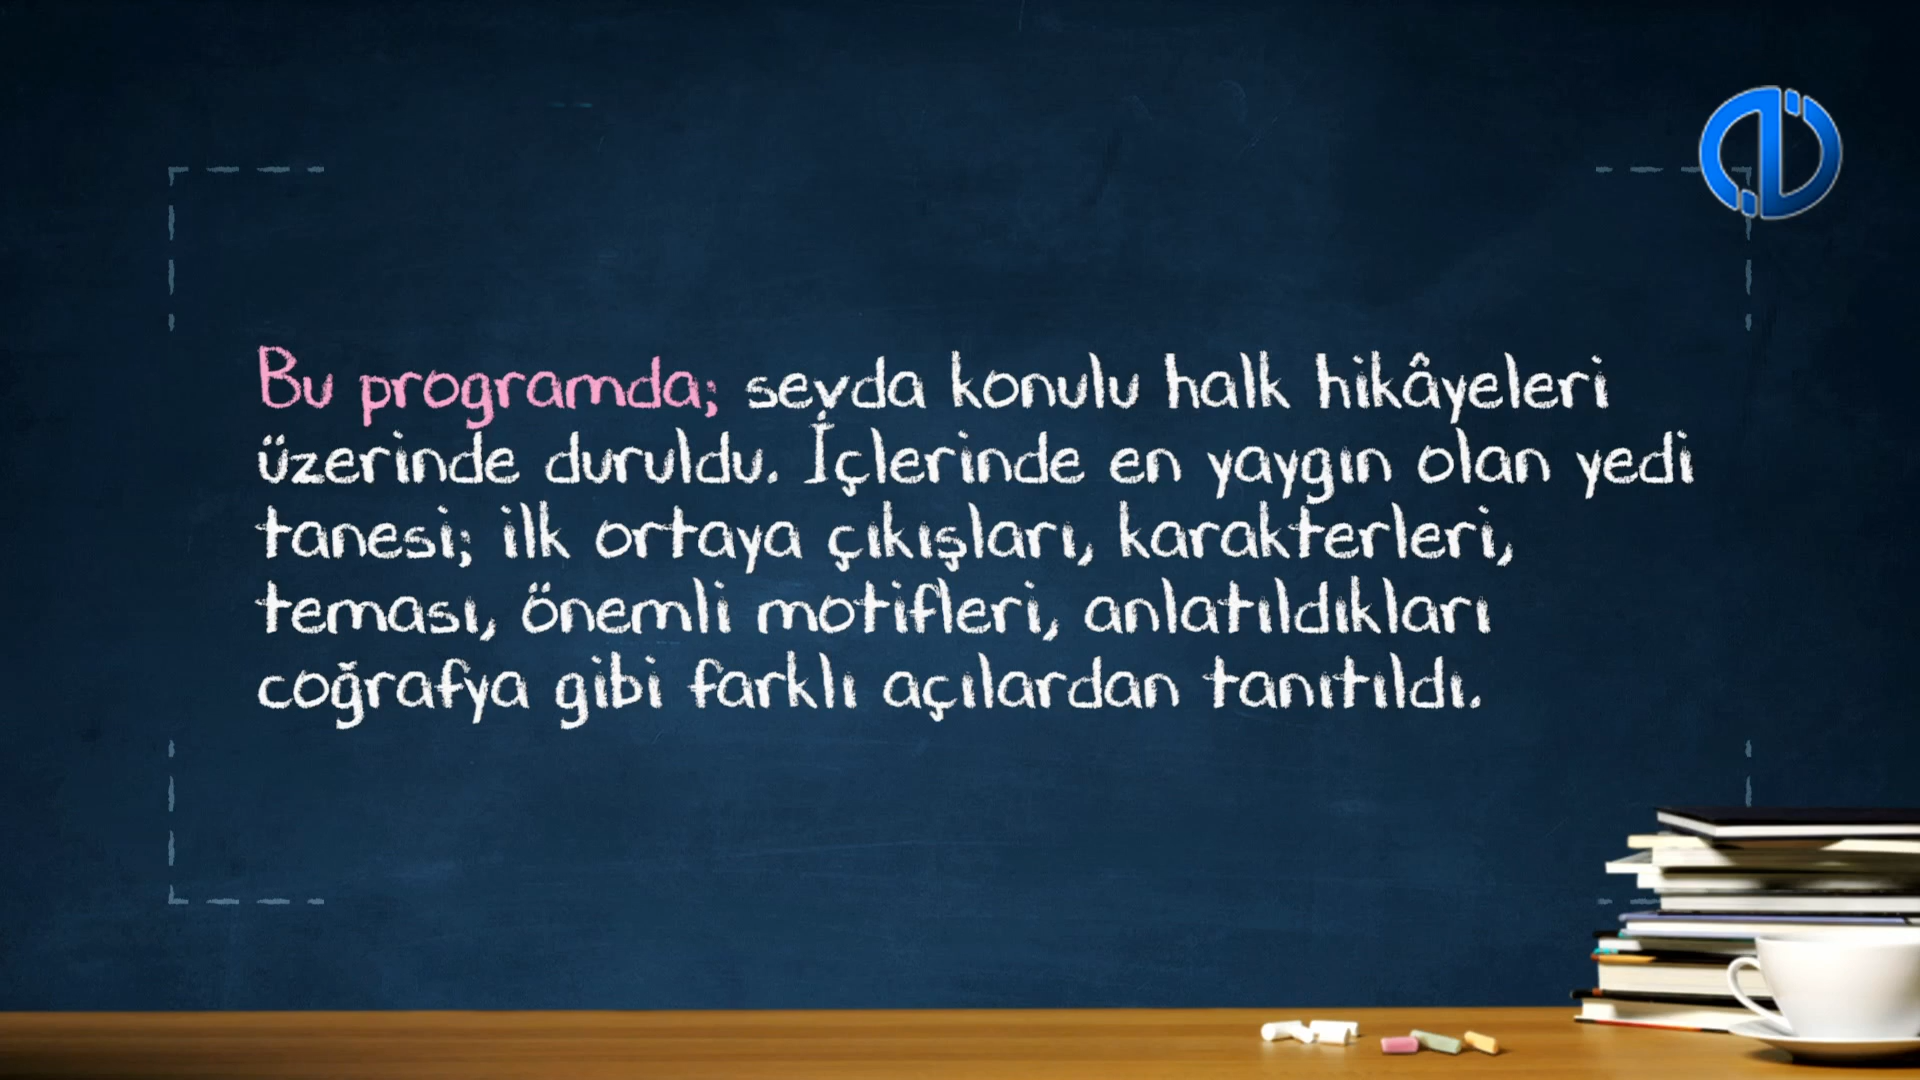 Bu programda; sevda konulu halk hikâyeleri
üzerinde duruldu. İçlerinde en yaygın olan yedi
tanesi; ilk ortaya çıkışları, karakterleri,
teması, önemli motifleri, anlatıldıkları
coğrafya gibi farklı açılardan tanıtıldı.